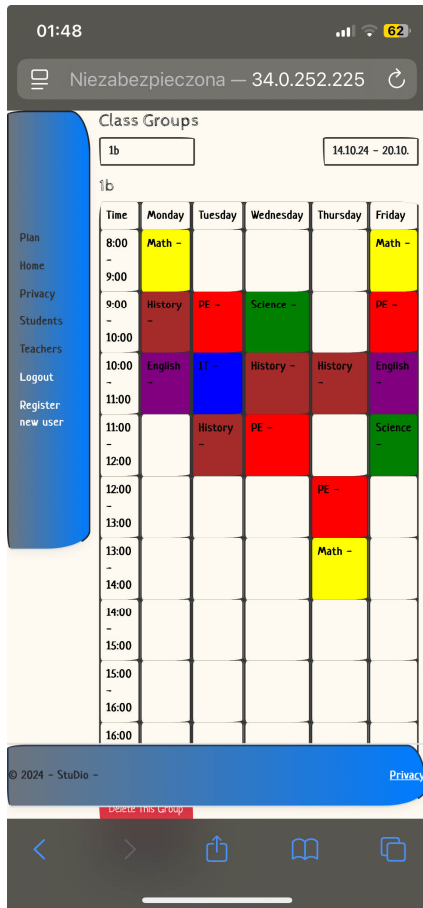 01:48
62
Niezabezpieczona — 34.0.252.225
Class Groups
1b
14.10.24 - 20.10.
1b
Time Monday Tuesday Wednesday Thursday Friday
8:00 - 9:00 Math - Math -
9:00 - 10:00 History - PE - Science - PE -
10:00 - 11:00 English - IT - History - History - English -
11:00 - 12:00 History - PE - Science -
12:00 - 13:00 PE -
13:00 - 14:00 Math -
14:00 - 15:00
15:00 - 16:00
16:00
Plan
Home
Privacy
Students
Teachers
Logout
Register
new user
© 2024 - StuDio -
Privacy
Delete This Group